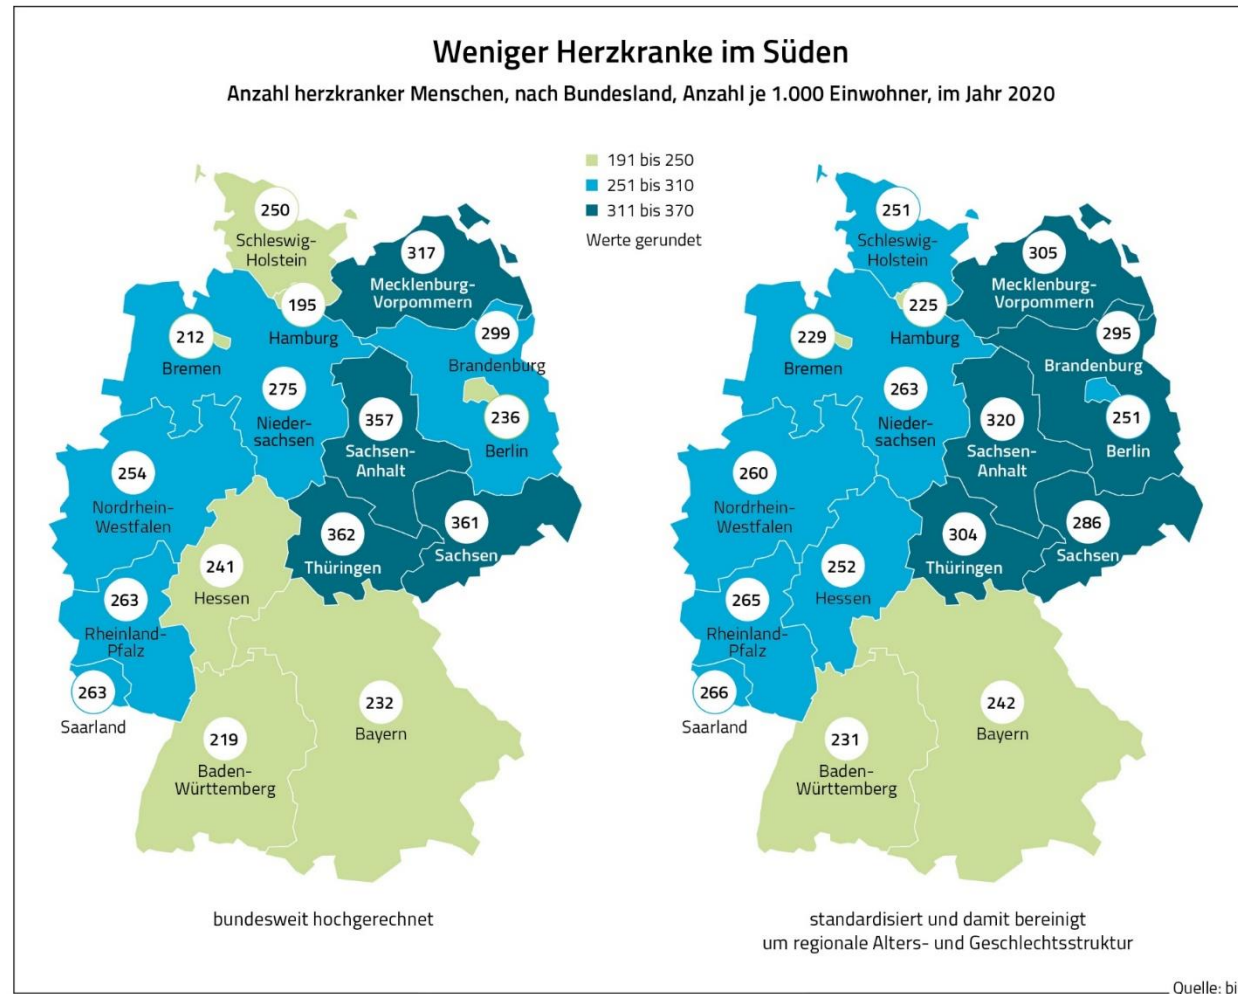 Weniger Herzkranke im Süden
Anzahl herzkranker Menschen, nach Bundesland, Anzahl je 1.000 Einwohner, im Jahr 2020
191 bis 250
251 bis 310
311 bis 370
Werte gerundet
250
Schleswig-
Holstein
317
Mecklenburg-
Vorpommern
195
Hamburg
212
Bremen
299
Brandenburg
275
Nieder-
sachsen
357
Sachsen-
Anhalt
236
Berlin
254
Nordrhein-
Westfalen
361
Sachsen
362
Thüringen
241
Hessen
263
Rheinland-
Pfalz
263
Saarland
232
Bayern
219
Baden-
Württemberg
bundesweit hochgerechnet
251
Schleswig-
Holstein
305
Mecklenburg-
Vorpommern
225
Hamburg
229
Bremen
295
Brandenburg
263
Nieder-
sachsen
320
Sachsen-
Anhalt
251
Berlin
260
Nordrhein-
Westfalen
286
Sachsen
304
Thüringen
252
Hessen
265
Rheinland-
Pfalz
266
Saarland
242
Bayern
231
Baden-
Württemberg
standardisiert und damit bereinigt
um regionale Alters- und Geschlechtsstruktur
Quelle: bi